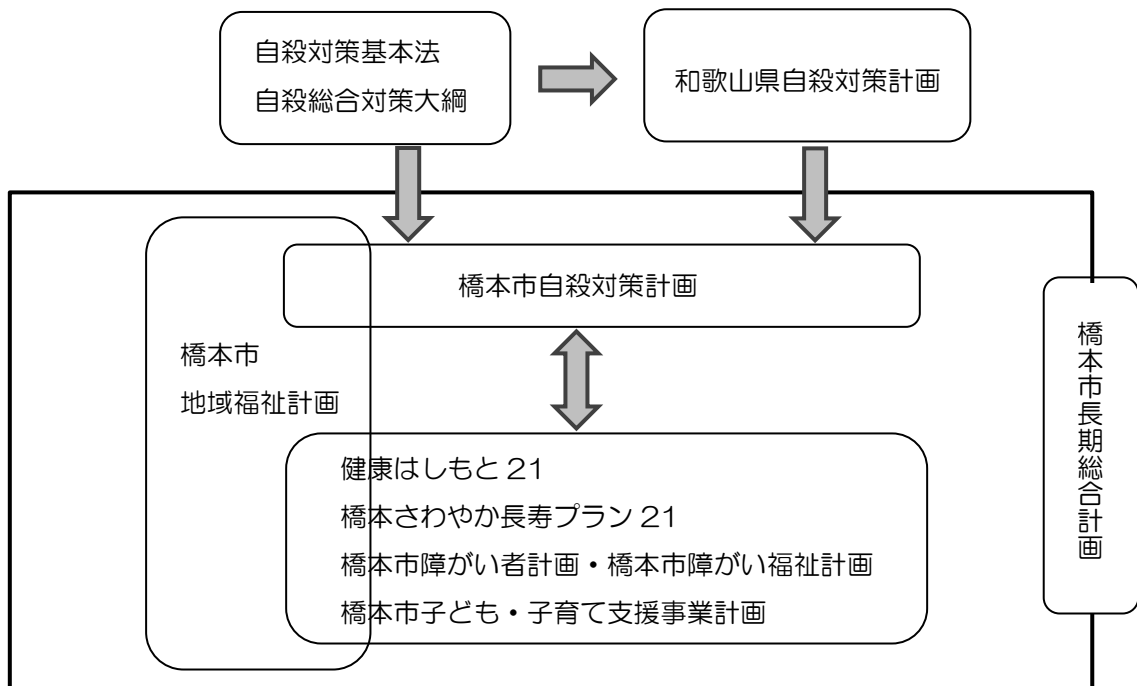 自殺対策基本法
自殺総合対策大綱
和歌山県自殺対策計画
橋本市自殺対策計画
橋本市
地域福祉計画
健康はしもと 21
橋本さわやか長寿プラン 21
橋本市障がい者計画・橋本市障がい福祉計画
橋本市子ども・子育て支援事業計画
橋本市長期総合計画